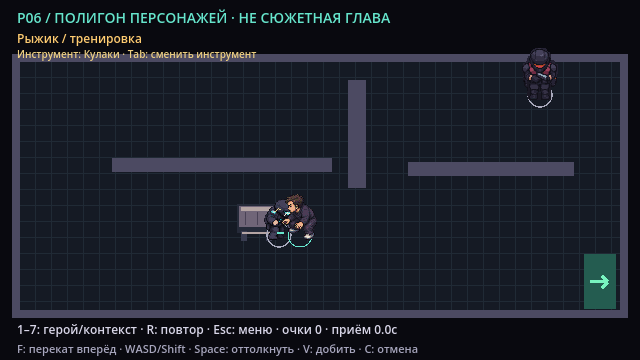 P06 / ПОЛИГОН ПЕРСОНАЖЕЙ · НЕ СЮЖЕТНАЯ ГЛАВА
Рыжик / тренировка
Инструмент: Кулаки · Tab: сменить инструмент
1–7: герой/контекст · R: повтор · Esc: меню · очки 0 · приём 0.0с
F: перекат вперёд · WASD/Shift · Space: оттолкнуть · V: добить · C: отмена